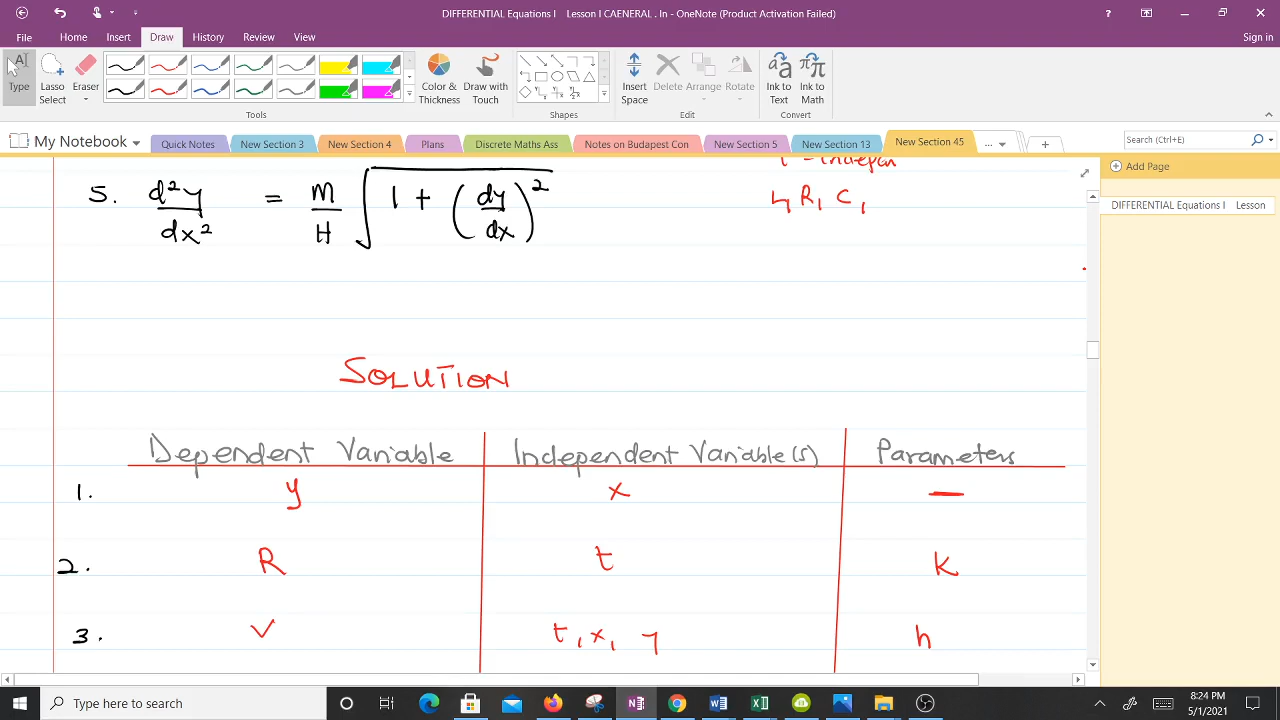 DIFFERENTIAL Equations I Lesson I CAENERAL . In - OneNote (Product Activation Failed)
File Home Insert Draw History Review View Sign in
Type Lasso Select Eraser Color & Thickness Draw with Touch Insert Space Delete Arrange Rotate Ink to Text Ink to Math
Tools Shapes Edit Convert
My Notebook Quick Notes New Section 3 New Section 4 Plans Discrete Maths Ass Notes on Budapest Con New Section 5 New Section 13 New Section 45 ... Search (Ctrl+E)
Add Page
DIFFERENTIAL Equations I Lesson
5. d²y/dx² = M/H √(1 + (dy/dx)²)
R, C,
SOLUTION
Dependent Variable Independent Variable(s) Parameters
1. y x —
2. R t K
3. V t, x, y h
Type here to search
8:24 PM
5/1/2021